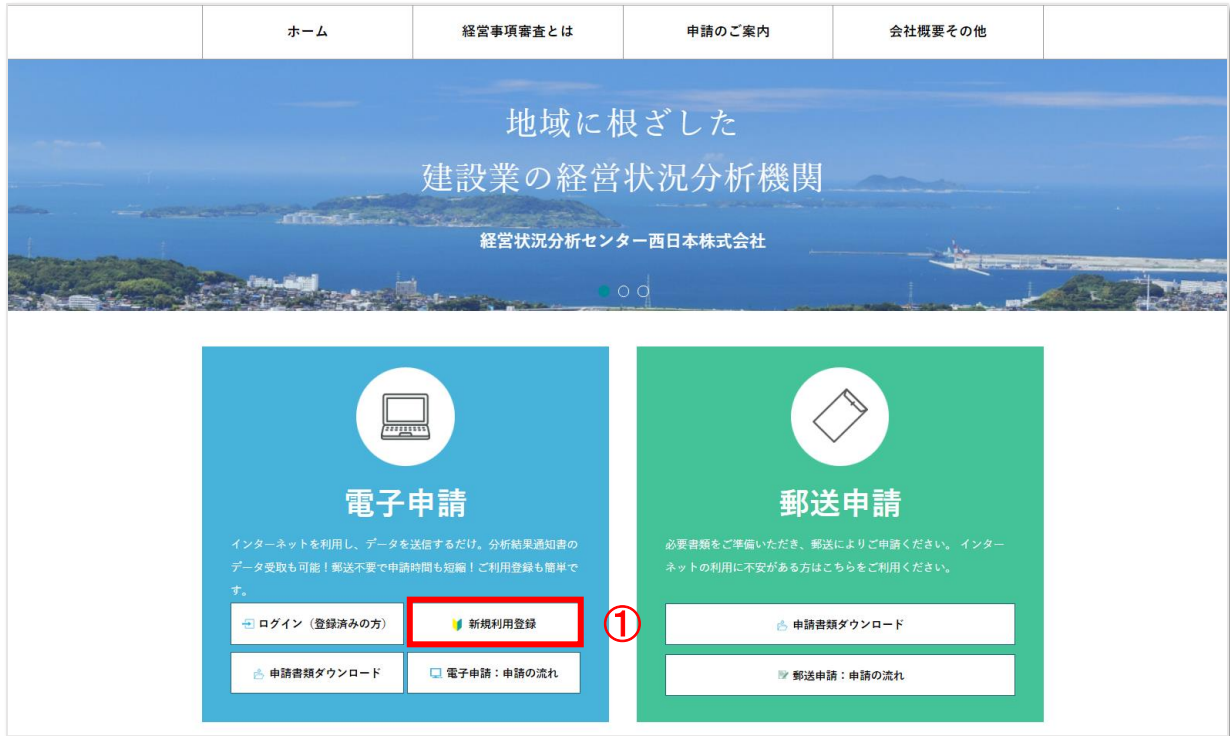 ホーム
経営事項審査とは
申請のご案内
会社概要その他
地域に根ざした
建設業の経営状況分析機関
経営状況分析センター西日本株式会社
電子申請
インターネットを利用し、データを送信するだけ。分析結果通知書の
データ受取も可能！郵送不要で申請時間も短縮！ご利用登録も簡単で
す。
ログイン（登録済みの方）
新規利用登録
①
申請書類ダウンロード
電子申請：申請の流れ
郵送申請
必要書類をご準備いただき、郵送によりご申請ください。 インター
ネットの利用に不安がある方はこちらをご利用ください。
申請書類ダウンロード
郵送申請：申請の流れ